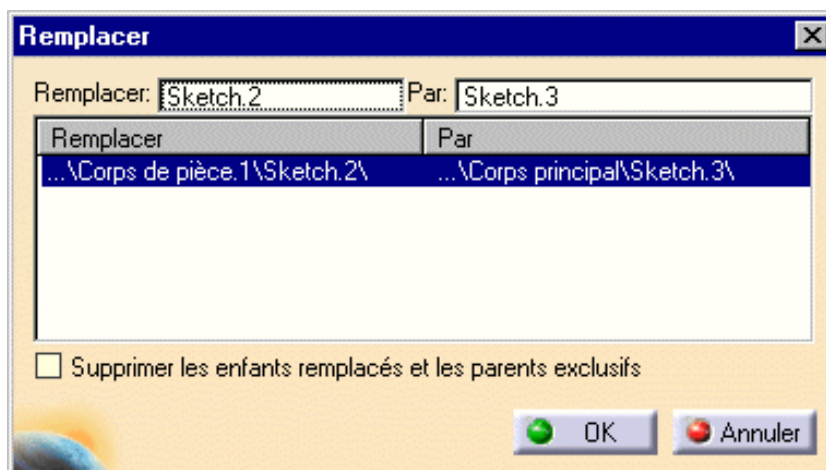 Remplacer
Remplacer: Sketch.2 Par: Sketch.3
Remplacer Par
...\Corps de pièce.1\Sketch.2\ ...\Corps principal\Sketch.3\
Supprimer les enfants remplacés et les parents exclusifs
OK Annuler